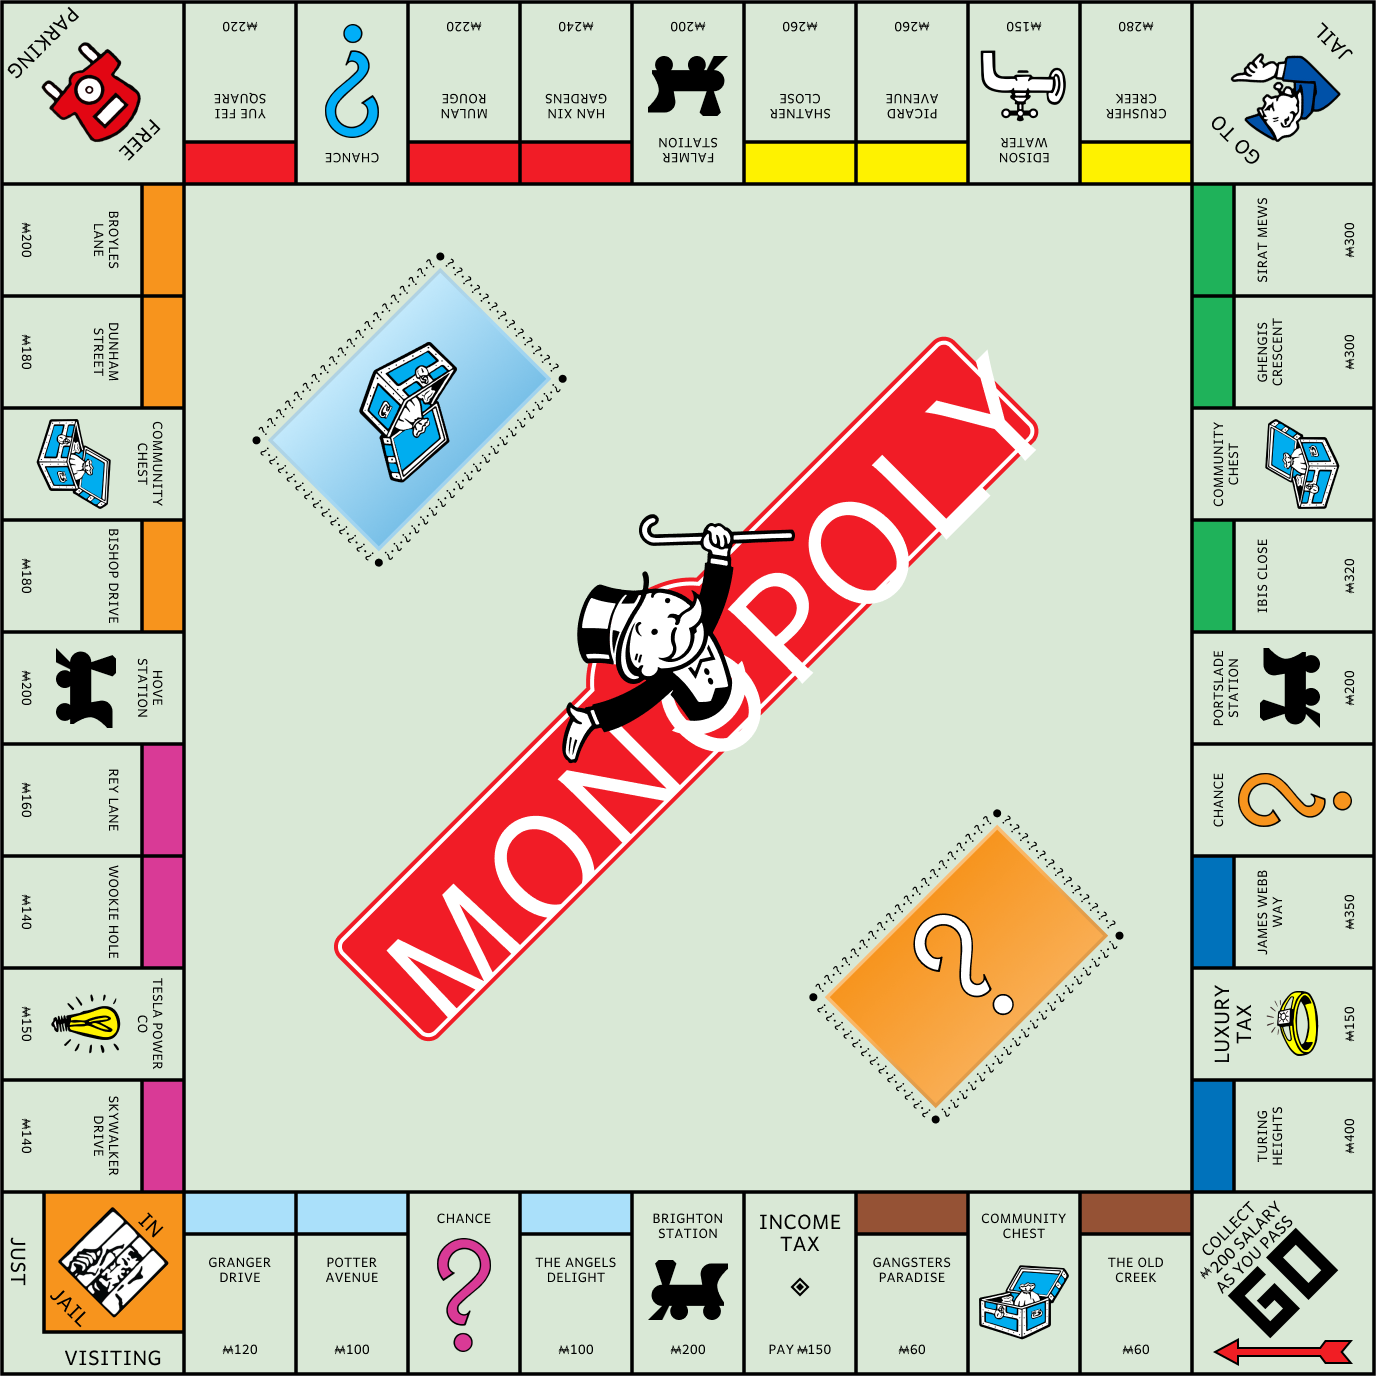 FREE
PARKING
₩220
YUE FEI
SQUARE
CHANCE
₩220
MULAN
ROUGE
₩240
HAN XIN
GARDENS
₩200
FALMER
STATION
₩260
SHATNER
CLOSE
₩260
PICARD
AVENUE
₩150
EDISON
WATER
₩280
CRUSHER
CREEK
GO TO
JAIL
SIRAT MEWS
₩300
GHENGIS
CRESCENT
₩300
COMMUNITY
CHEST
IBIS CLOSE
₩320
PORTSLADE
STATION
₩200
CHANCE
JAMES WEBB
WAY
₩350
LUXURY
TAX
₩150
TURING
HEIGHTS
₩400
COLLECT
₩200 SALARY
AS YOU PASS
GO
THE OLD
CREEK
₩60
COMMUNITY
CHEST
GANGSTERS
PARADISE
₩60
INCOME
TAX
PAY ₩150
BRIGHTON
STATION
₩200
THE ANGELS
DELIGHT
₩100
CHANCE
POTTER
AVENUE
₩100
GRANGER
DRIVE
₩120
IN
JAIL
JUST
VISITING
SKYWALKER
DRIVE
₩140
TESLA POWER
CO
₩150
WOOKIE HOLE
₩140
REY LANE
₩160
HOVE
STATION
₩200
BISHOP DRIVE
₩180
COMMUNITY
CHEST
DUNHAM
STREET
₩180
BROYLES
LANE
₩200
MONOPOLY